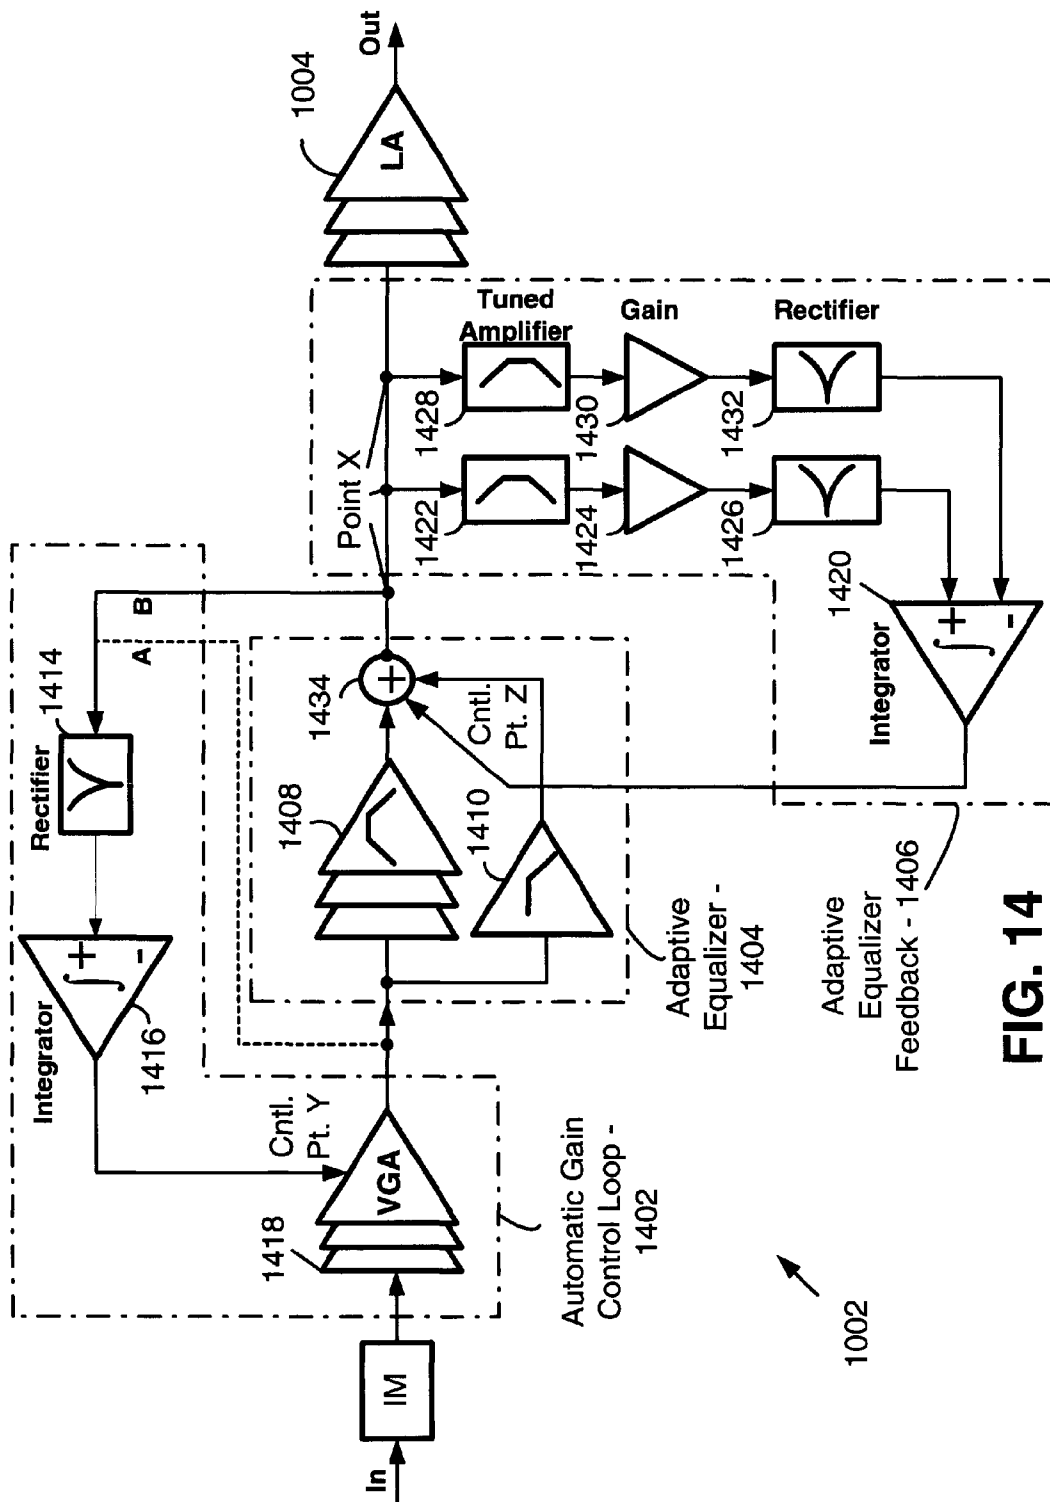 In
IM
1418
VGA
Cntl.
Pt. Y
Integrator
∫ +
-
1416
Rectifier
1414
A
B
Automatic Gain
Control Loop -
1402
1408
1410
1434
+
Cntl.
Pt. Z
Adaptive
Equalizer -
1404
Point X
1422
1428
Tuned
Amplifier
1424
1430
Gain
1426
1432
Rectifier
Integrator
1420
∫ +
-
Adaptive
Equalizer
Feedback - 1406
LA
1004
Out
1002
FIG. 14